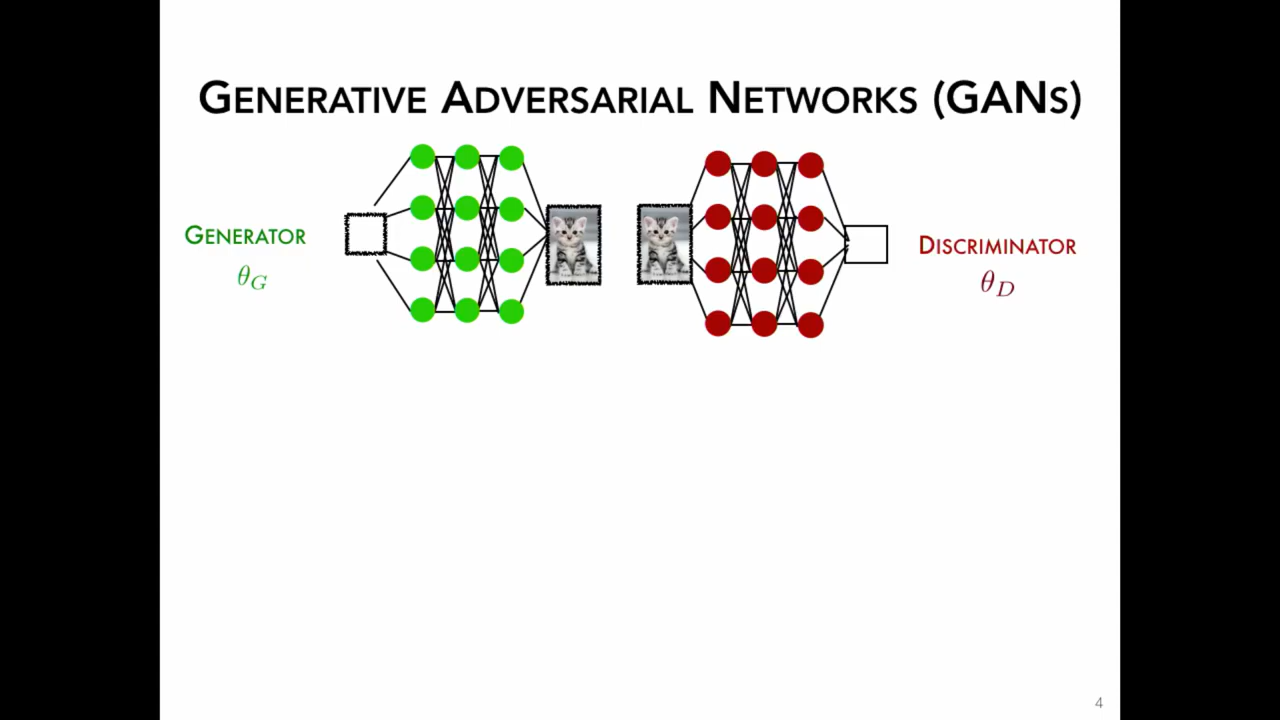 GENERATIVE ADVERSARIAL NETWORKS (GANS)
GENERATOR
θ_G
DISCRIMINATOR
θ_D
4